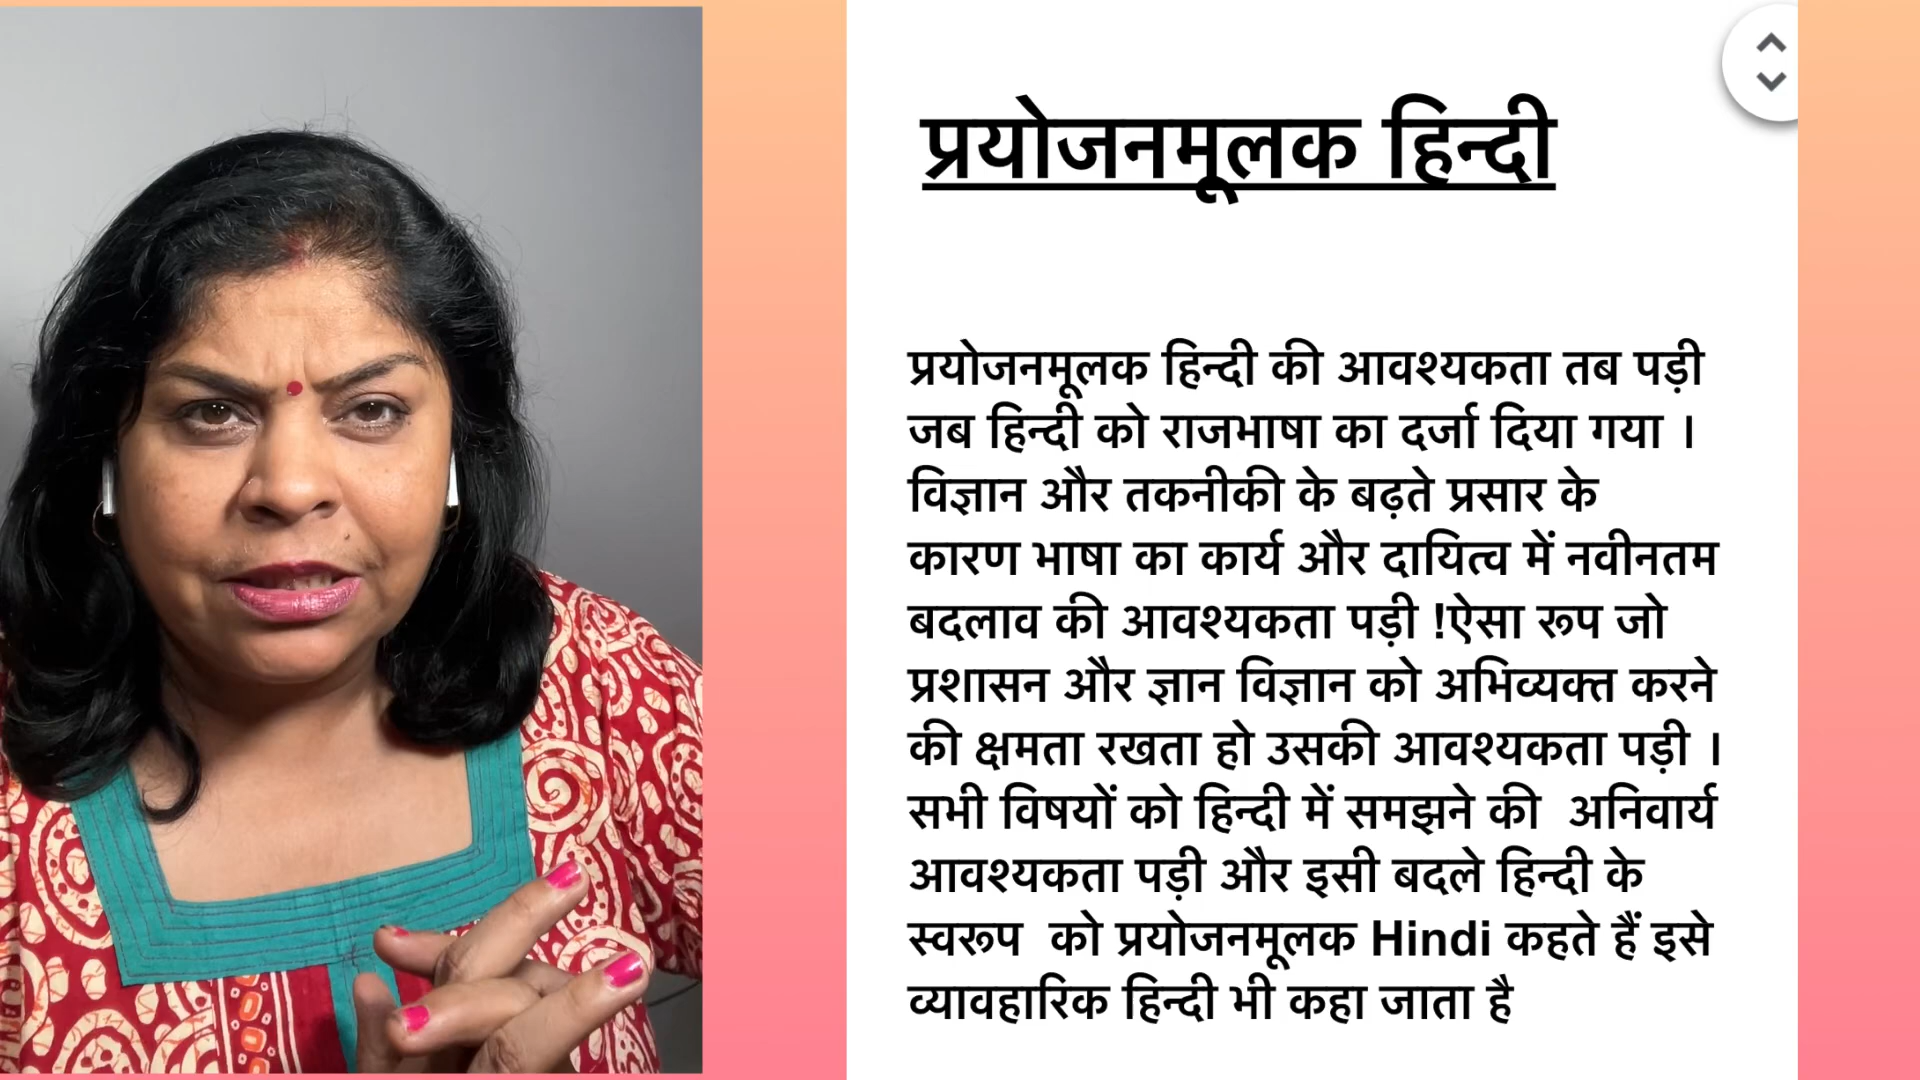 प्रयोजनमूलक हिन्दी
प्रयोजनमूलक हिन्दी की आवश्यकता तब पड़ी
जब हिन्दी को राजभाषा का दर्जा दिया गया ।
विज्ञान और तकनीकी के बढ़ते प्रसार के
कारण भाषा का कार्य और दायित्व में नवीनतम
बदलाव की आवश्यकता पड़ी !ऐसा रूप जो
प्रशासन और ज्ञान विज्ञान को अभिव्यक्त करने
की क्षमता रखता हो उसकी आवश्यकता पड़ी ।
सभी विषयों को हिन्दी में समझने की अनिवार्य
आवश्यकता पड़ी और इसी बदले हिन्दी के
स्वरूप को प्रयोजनमूलक Hindi कहते हैं इसे
व्यावहारिक हिन्दी भी कहा जाता है